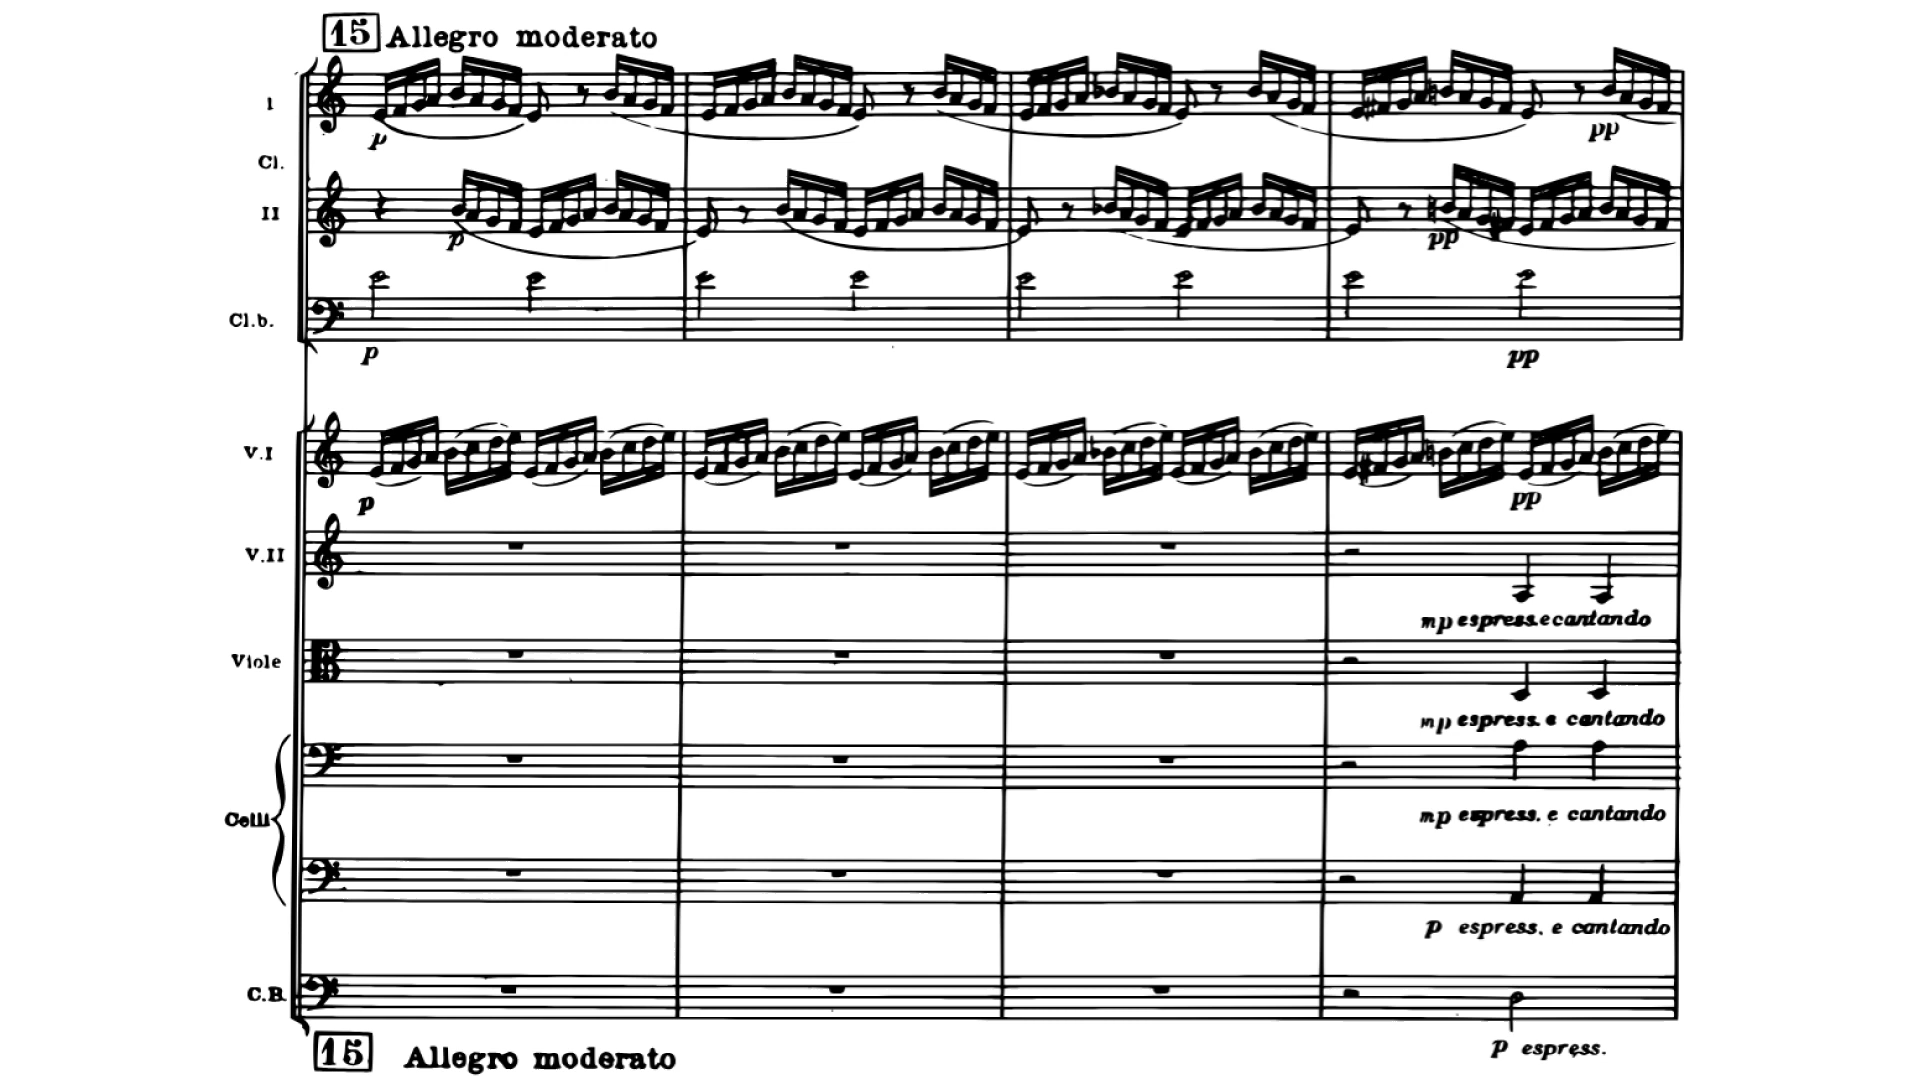 15 Allegro moderato
I
p
pp
Cl.
II
p
pp
Cl.b.
p
pp
V.I
p
pp
V.II
mp espress. e cantando
Viole
mp espress. e cantando
mp espress. e cantando
Celli
p espress. e cantando
C.B.
p espress.
15 Allegro moderato